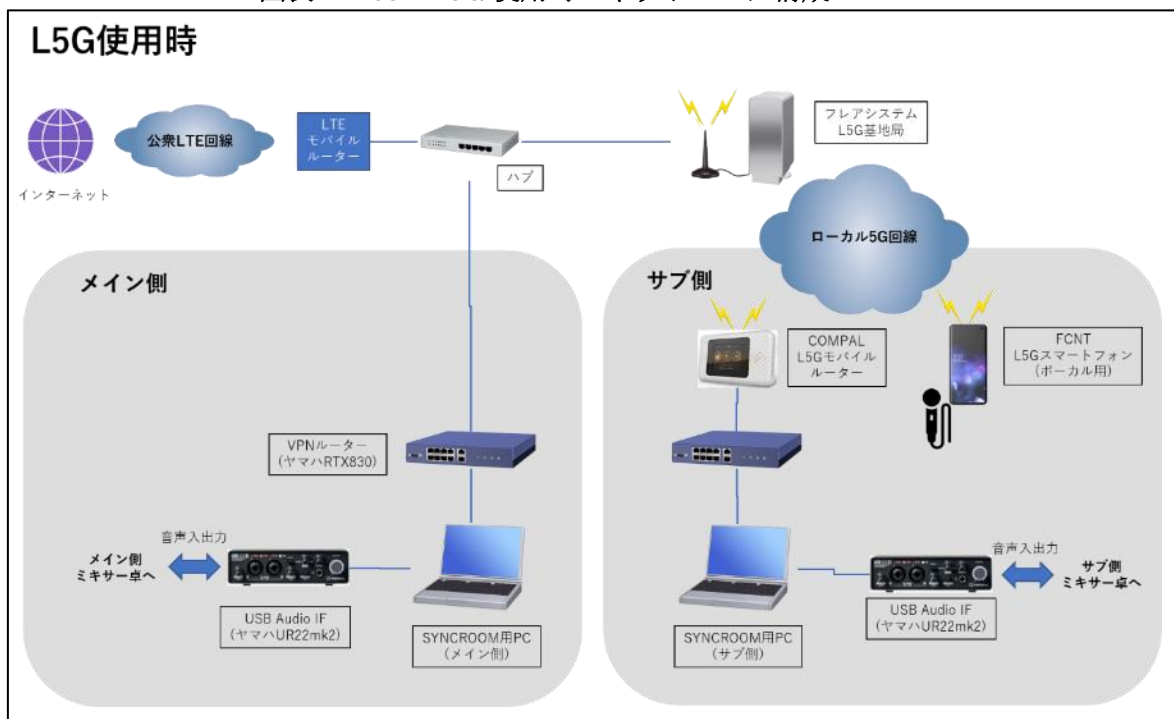 L5G使用時
インターネット
公衆LTE回線
LTE
モバイル
ルーター
ハブ
フレアシステム
L5G基地局
ローカル5G回線
メイン側
サブ側
COMPAL
L5Gモバイル
ルーター
FCNT
L5Gスマートフォン
(ボーカル用)
VPNルーター
(ヤマハRTX830)
音声入出力
メイン側
ミキサー卓へ
USB Audio IF
(ヤマハUR22mk2)
SYNCROOM用PC
(メイン側)
SYNCROOM用PC
(サブ側)
音声入出力
サブ側
ミキサー卓へ
USB Audio IF
(ヤマハUR22mk2)